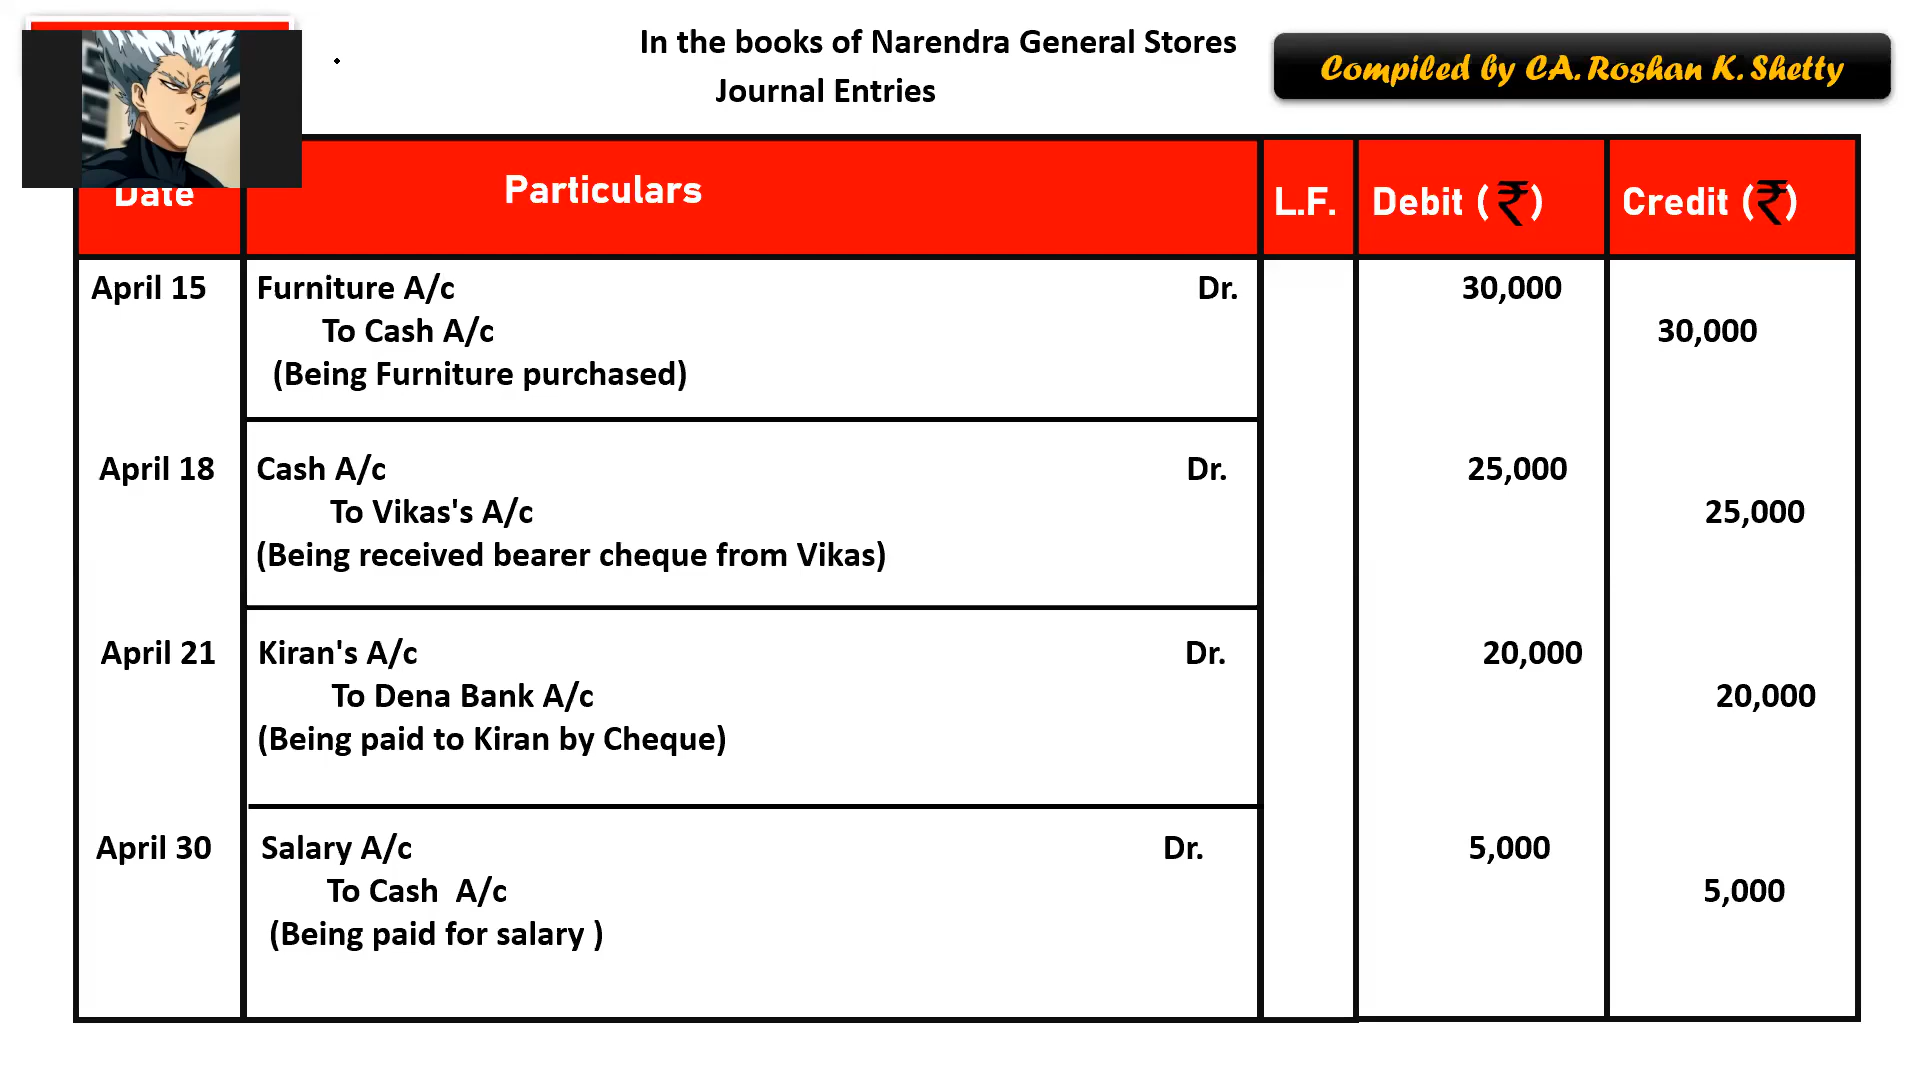 In the books of Narendra General Stores
Journal Entries
Compiled by CA. Roshan K. Shetty
Date Particulars L.F. Debit (₹) Credit (₹)
April 15 Furniture A/c Dr. 30,000
To Cash A/c 30,000
(Being Furniture purchased)
April 18 Cash A/c Dr. 25,000
To Vikas's A/c 25,000
(Being received bearer cheque from Vikas)
April 21 Kiran's A/c Dr. 20,000
To Dena Bank A/c 20,000
(Being paid to Kiran by Cheque)
April 30 Salary A/c Dr. 5,000
To Cash A/c 5,000
(Being paid for salary )